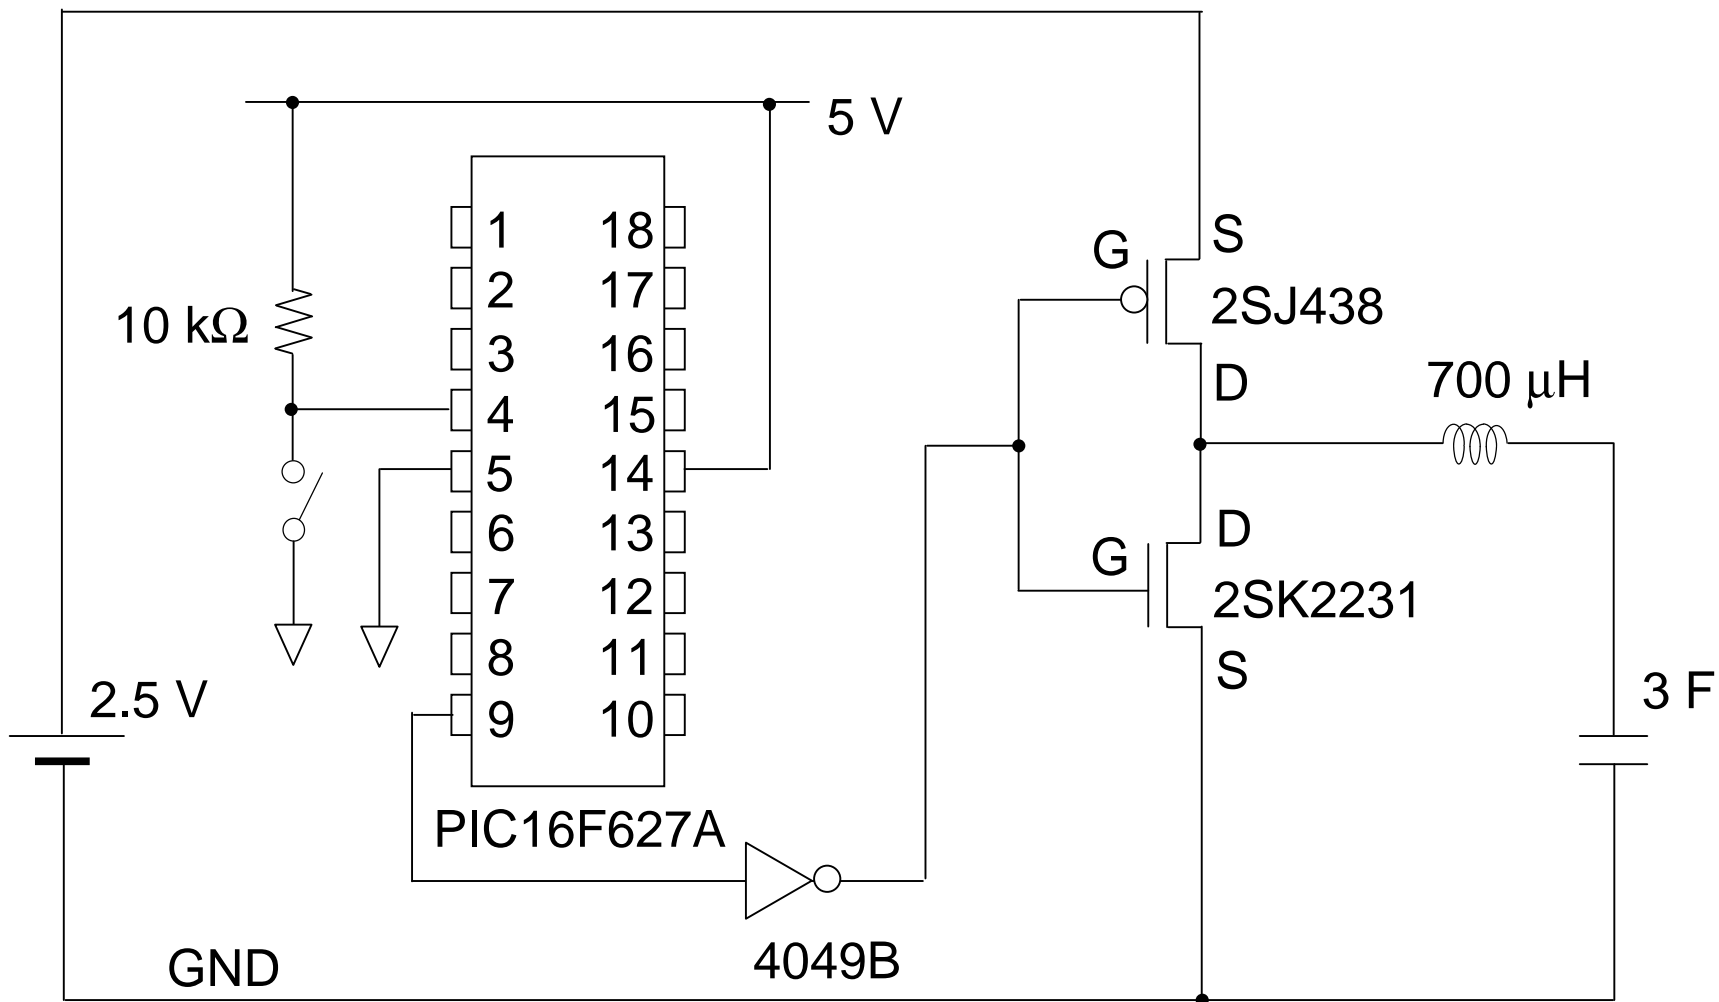 5 V
1 18
2 17
3 16
4 15
5 14
6 13
7 12
8 11
9 10
10 kΩ
PIC16F627A
2.5 V
GND
4049B
G
S
2SJ438
D
700 μH
D
G
2SK2231
S
3 F